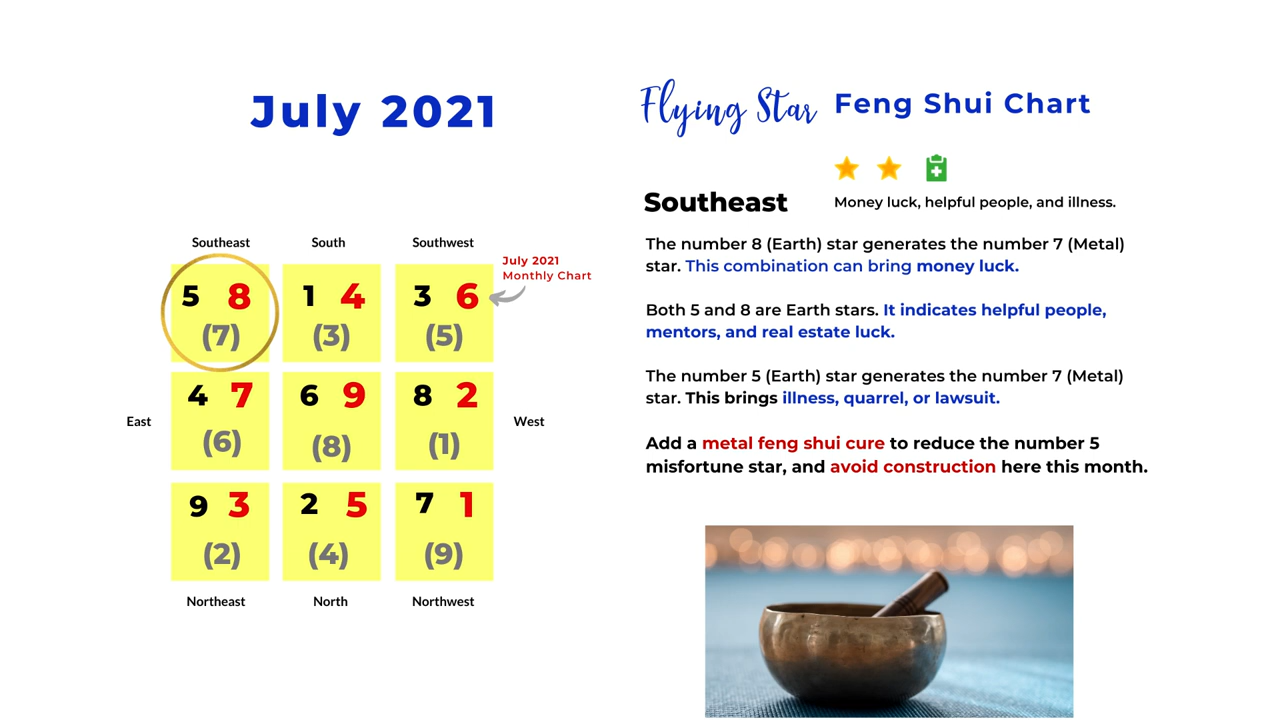 July 2021
Flying Star Feng Shui Chart
Southeast
Money luck, helpful people, and illness.
The number 8 (Earth) star generates the number 7 (Metal)
star. This combination can bring money luck.
Both 5 and 8 are Earth stars. It indicates helpful people,
mentors, and real estate luck.
The number 5 (Earth) star generates the number 7 (Metal)
star. This brings illness, quarrel, or lawsuit.
Add a metal feng shui cure to reduce the number 5
misfortune star, and avoid construction here this month.
Southeast South Southwest
July 2021
Monthly Chart
5 8 1 4 3 6
(7) (3) (5)
4 7 6 9 8 2
East West
(6) (8) (1)
9 3 2 5 7 1
(2) (4) (9)
Northeast North Northwest